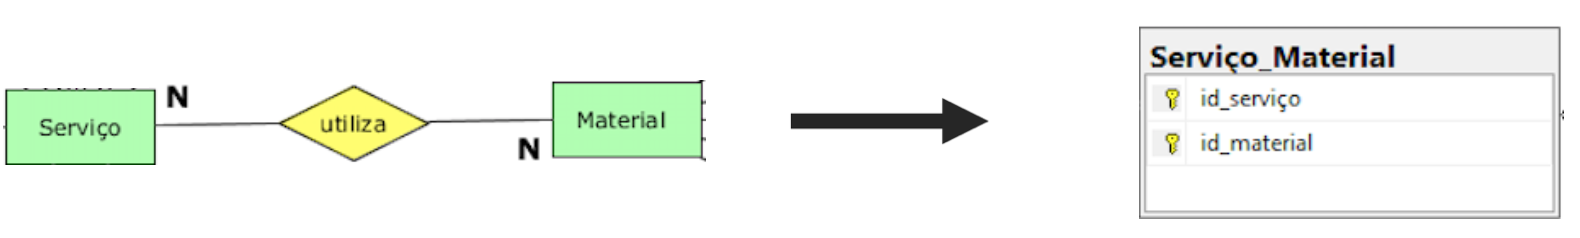 Serviço
N
utiliza
N
Material
Serviço_Material
id_serviço
id_material